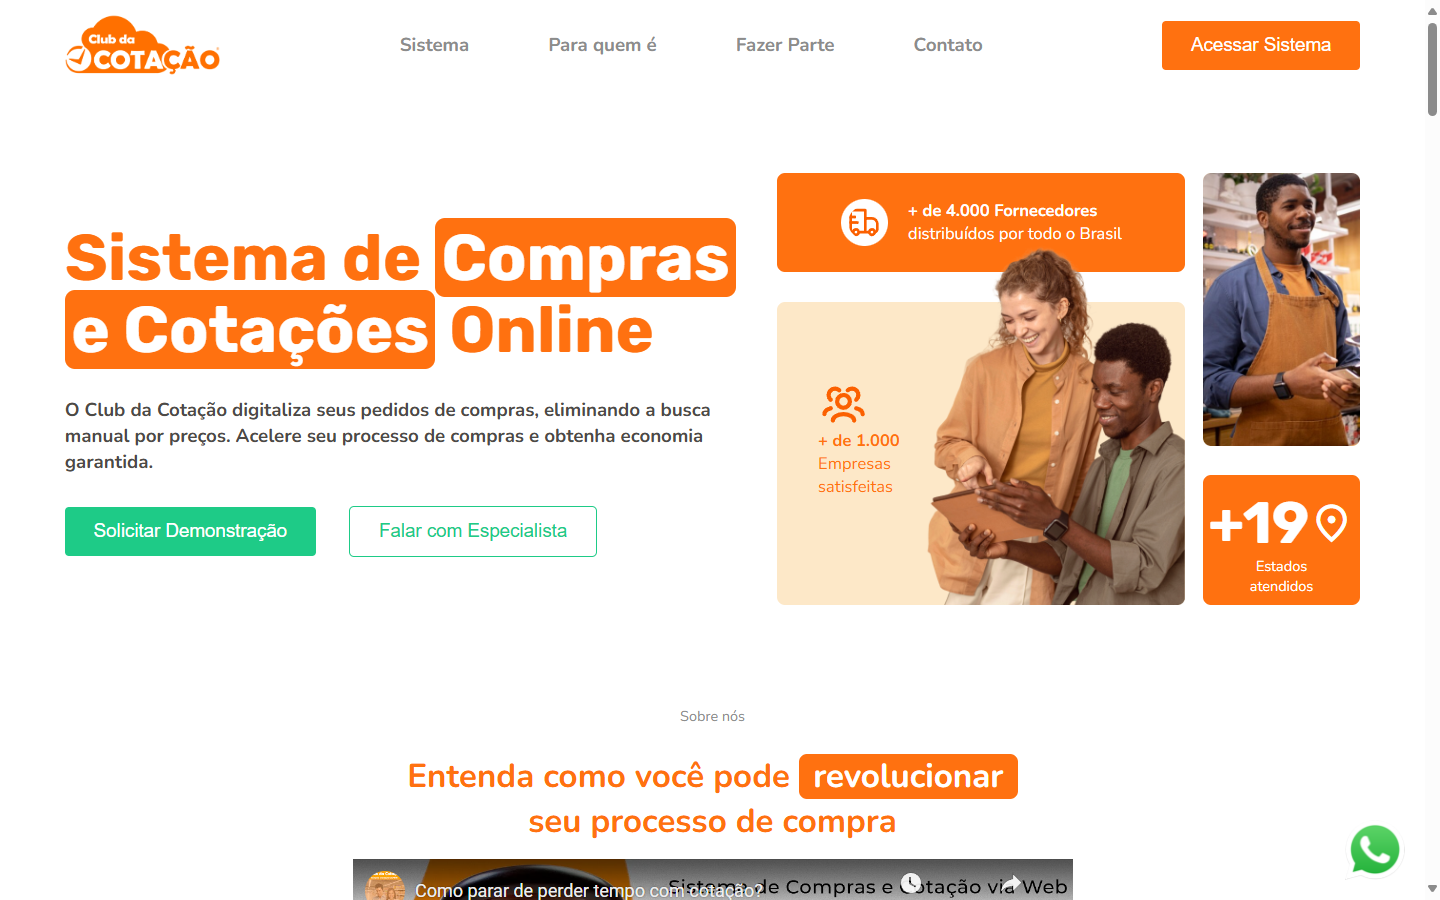 Club da
COTAÇÃO
Sistema
Para quem é
Fazer Parte
Contato
Acessar Sistema
Sistema de Compras
e Cotações Online
O Club da Cotação digitaliza seus pedidos de compras, eliminando a busca
manual por preços. Acelere seu processo de compras e obtenha economia
garantida.
Solicitar Demonstração
Falar com Especialista
+ de 4.000 Fornecedores
distribuídos por todo o Brasil
+ de 1.000
Empresas
satisfeitas
+19
Estados
atendidos
Sobre nós
Entenda como você pode revolucionar
seu processo de compra
Como parar de perder tempo com cotação?
Sistema de Compras e Cotação via Web